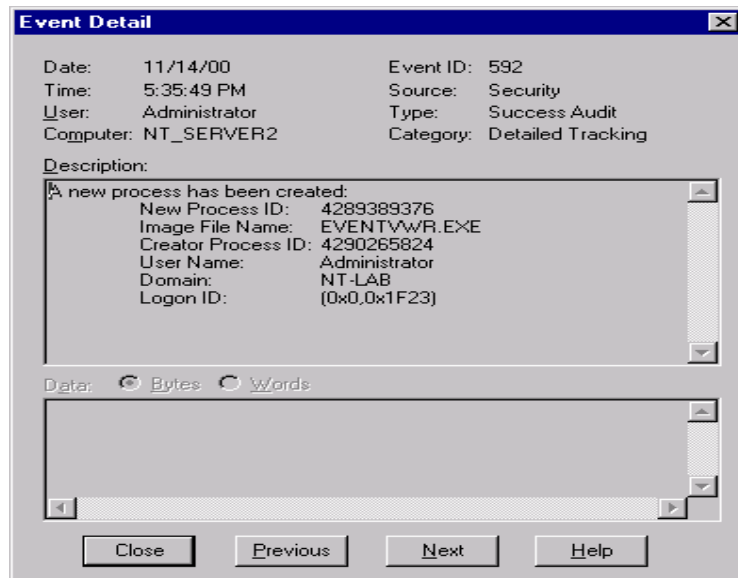 Event Detail
Date: 11/14/00 Event ID: 592
Time: 5:35:49 PM Source: Security
User: Administrator Type: Success Audit
Computer: NT_SERVER2 Category: Detailed Tracking
Description:
A new process has been created:
New Process ID: 4289389376
Image File Name: EVENTVWR.EXE
Creator Process ID: 4290265824
User Name: Administrator
Domain: NT-LAB
Logon ID: (0x0,0x1F23)
Data: Bytes Words
Close Previous Next Help